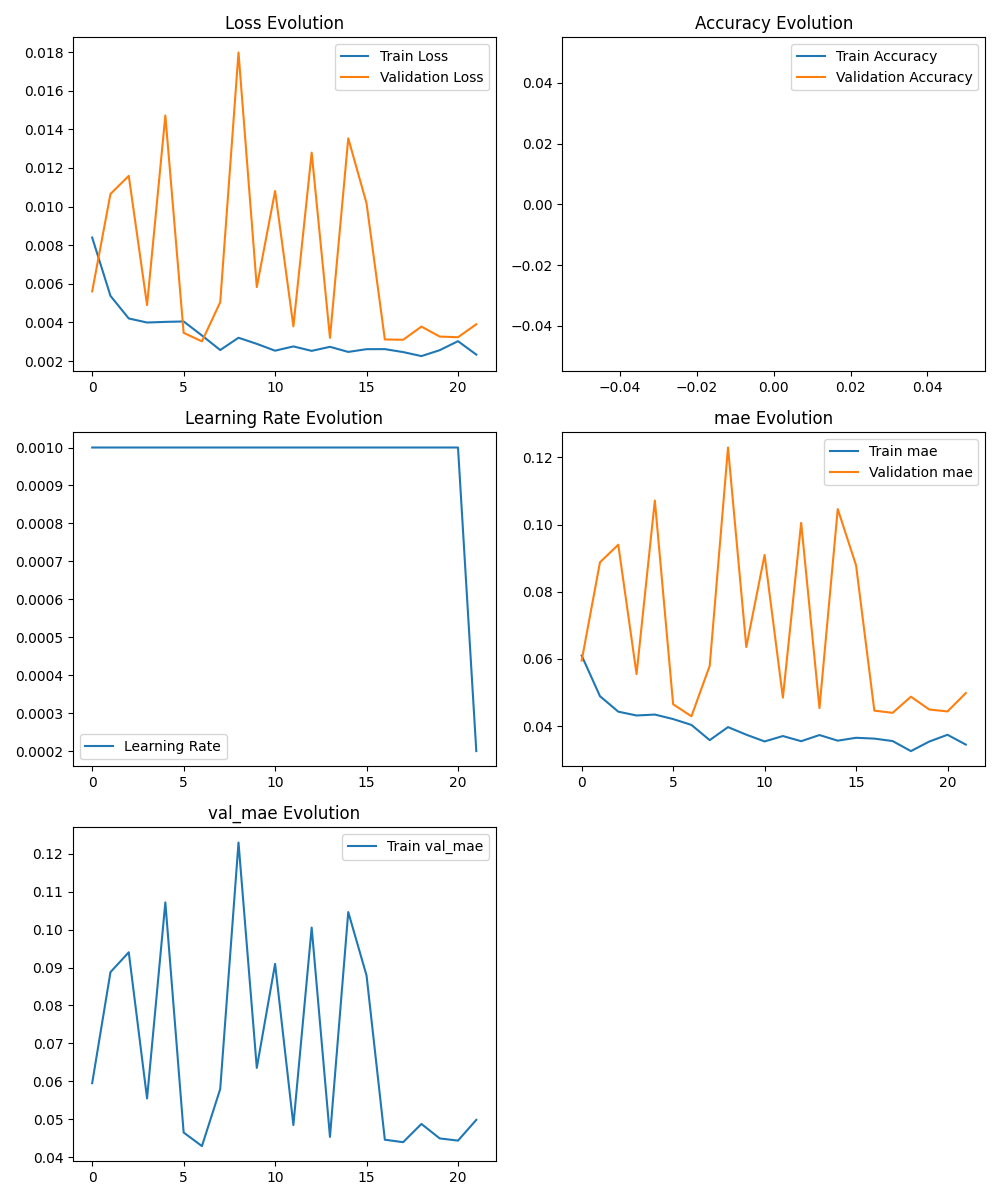 Loss Evolution
Train Loss
Validation Loss
0.018
0.016
0.014
0.012
0.010
0.008
0.006
0.004
0.002
0 5 10 15 20
Accuracy Evolution
Train Accuracy
Validation Accuracy
0.04
0.02
0.00
−0.02
−0.04
−0.04 −0.02 0.00 0.02 0.04
Learning Rate Evolution
0.0010
0.0009
0.0008
0.0007
0.0006
0.0005
0.0004
0.0003
0.0002
Learning Rate
0 5 10 15 20
mae Evolution
Train mae
Validation mae
0.12
0.10
0.08
0.06
0.04
0 5 10 15 20
val_mae Evolution
Train val_mae
0.12
0.11
0.10
0.09
0.08
0.07
0.06
0.05
0.04
0 5 10 15 20